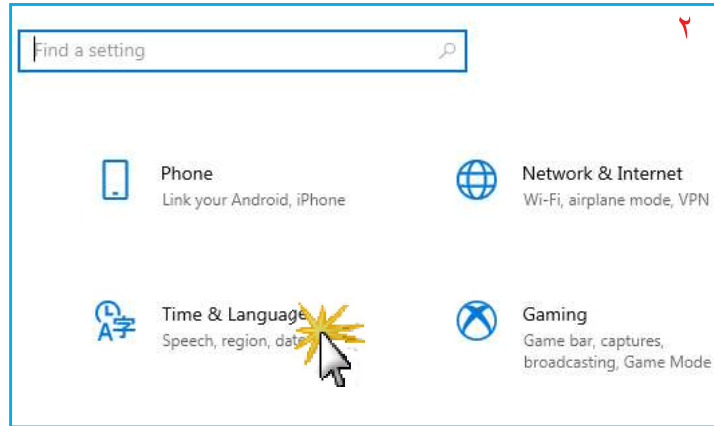 ٢
Find a setting
Phone
Link your Android, iPhone
Network & Internet
Wi-Fi, airplane mode, VPN
Time & Language
Speech, region, date
Gaming
Game bar, captures,
broadcasting, Game Mode